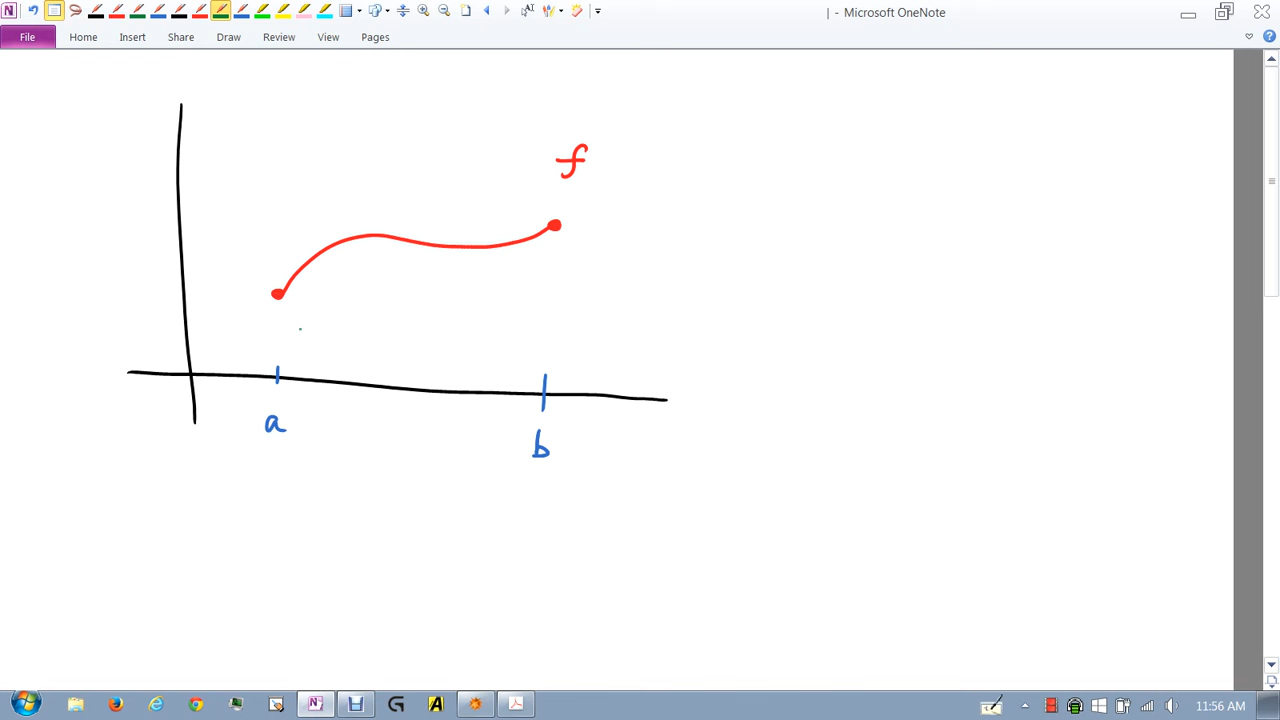 | - Microsoft OneNote
File Home Insert Share Draw Review View Pages
f
a
b
11:56 AM